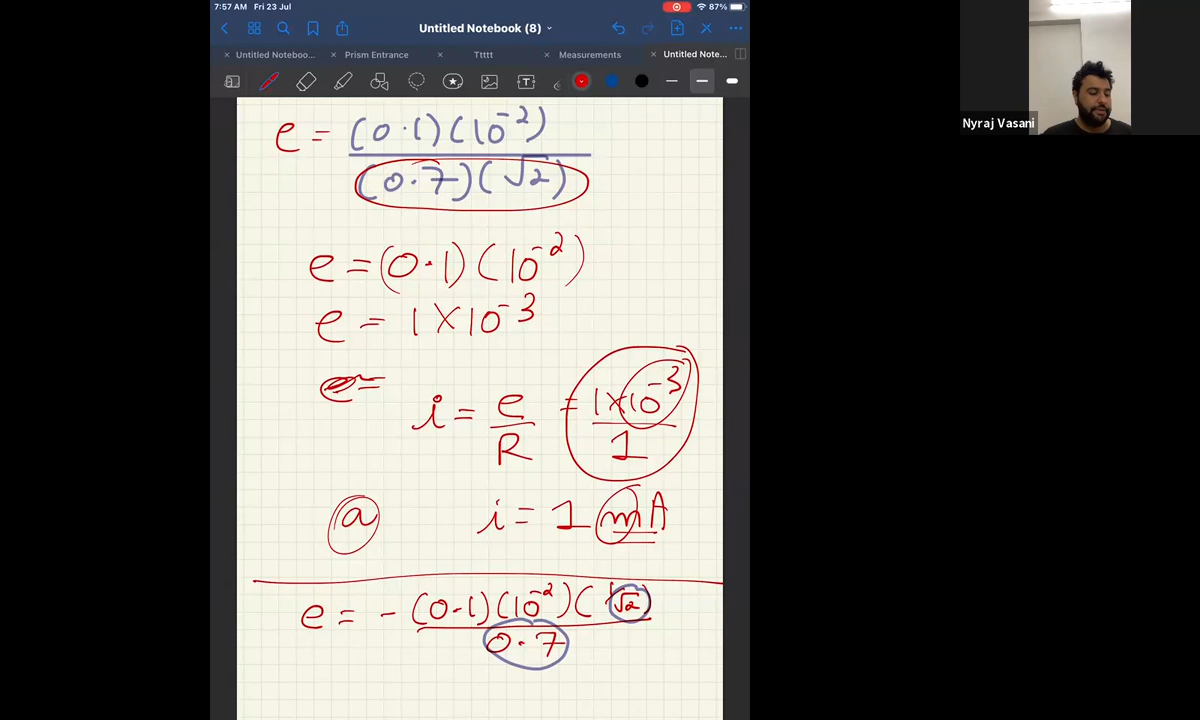 7:57 AM Fri 23 Jul 87%
Untitled Notebook (8)
Untitled Noteboo... Prism Entrance Ttttt Measurements Untitled Note...
Nyraj Vasani
e = (0.1)(10⁻²) / (0.7)(√2)
e = (0.1)(10⁻²)
e = 1 × 10⁻³
i = e/R = 1×10⁻³ / 1
a i = 1 mA
e = - (0.1)(10⁻²)(1/√2) / 0.7